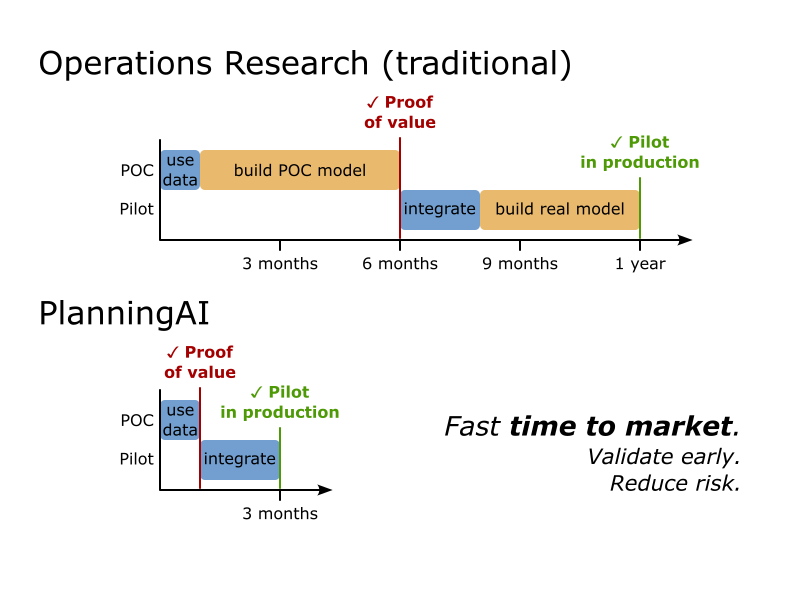 Operations Research (traditional)
✓ Proof
of value
✓ Pilot
in production
POC
use
data
build POC model
Pilot
integrate
build real model
3 months
6 months
9 months
1 year
PlanningAI
✓ Proof
of value
✓ Pilot
in production
POC
use
data
Pilot
integrate
3 months
Fast time to market.
Validate early.
Reduce risk.